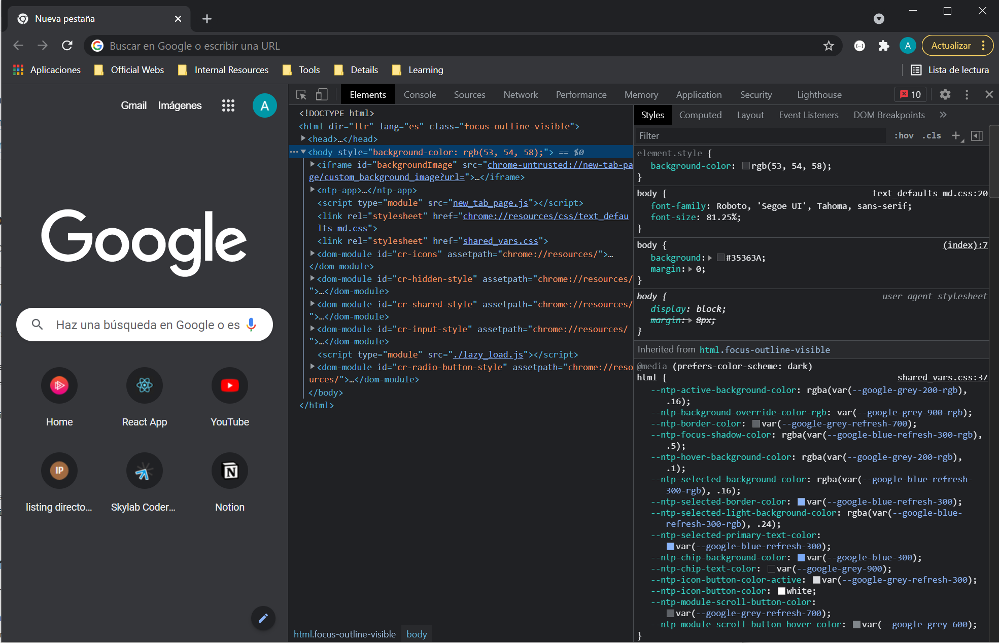 Nueva pestaña
Buscar en Google o escribir una URL
A
Actualizar
Aplicaciones
Official Webs
Internal Resources
Tools
Details
Learning
Lista de lectura
Gmail
Imágenes
A
Google
Haz una búsqueda en Google o es
Home
React App
YouTube
IP
listing directo...
Skylab Coder...
Notion
Elements
Console
Sources
Network
Performance
Memory
Application
Security
Lighthouse
10
<!DOCTYPE html>
<html dir="ltr" lang="es" class="focus-outline-visible">
<head>…</head>
<body style="background-color: rgb(53, 54, 58);"> == $0
<iframe id="backgroundImage" src="chrome-untrusted://new-tab-pa
ge/custom_background_image?url=">…</iframe>
<ntp-app>…</ntp-app>
<script type="module" src="new_tab_page.js"></script>
<link rel="stylesheet" href="chrome://resources/css/text_defau
lts_md.css">
<link rel="stylesheet" href="shared_vars.css">
<dom-module id="cr-icons" assetpath="chrome://resources/">…
</dom-module>
<dom-module id="cr-hidden-style" assetpath="chrome://resources/
">…</dom-module>
<dom-module id="cr-shared-style" assetpath="chrome://resources/
">…</dom-module>
<dom-module id="cr-input-style" assetpath="chrome://resources/
">…</dom-module>
<script type="module" src="./lazy_load.js"></script>
<dom-module id="cr-radio-button-style" assetpath="chrome://reso
urces/">…</dom-module>
</body>
</html>
html.focus-outline-visible
body
Styles
Computed
Layout
Event Listeners
DOM Breakpoints
Filter
:hov
.cls
element.style {
background-color: rgb(53, 54, 58);
}
body {
text_defaults_md.css:20
font-family: Roboto, 'Segoe UI', Tahoma, sans-serif;
font-size: 81.25%;
}
body {
(index):7
background: #35363A;
margin: 0;
}
body {
user agent stylesheet
display: block;
margin: 8px;
}
Inherited from html.focus-outline-visible
@media (prefers-color-scheme: dark)
html {
shared_vars.css:37
--ntp-active-background-color: rgba(var(--google-grey-200-rgb),
.16);
--ntp-background-override-color-rgb: var(--google-grey-900-rgb);
--ntp-border-color: var(--google-grey-refresh-700);
--ntp-focus-shadow-color: rgba(var(--google-blue-refresh-300-rgb),
.5);
--ntp-hover-background-color: rgba(var(--google-grey-200-rgb),
.1);
--ntp-selected-background-color: rgba(var(--google-blue-refresh-
300-rgb), .16);
--ntp-selected-border-color: var(--google-blue-refresh-300);
--ntp-selected-light-background-color: rgba(var(--google-blue-
refresh-300-rgb), .24);
--ntp-selected-primary-text-color:
var(--google-blue-refresh-300);
--ntp-chip-background-color: var(--google-blue-300);
--ntp-chip-text-color: var(--google-grey-900);
--ntp-icon-button-color-active: var(--google-grey-refresh-300);
--ntp-icon-button-color: white;
--ntp-module-scroll-button-color:
var(--google-grey-refresh-700);
--ntp-module-scroll-button-hover-color: var(--google-grey-600);
}